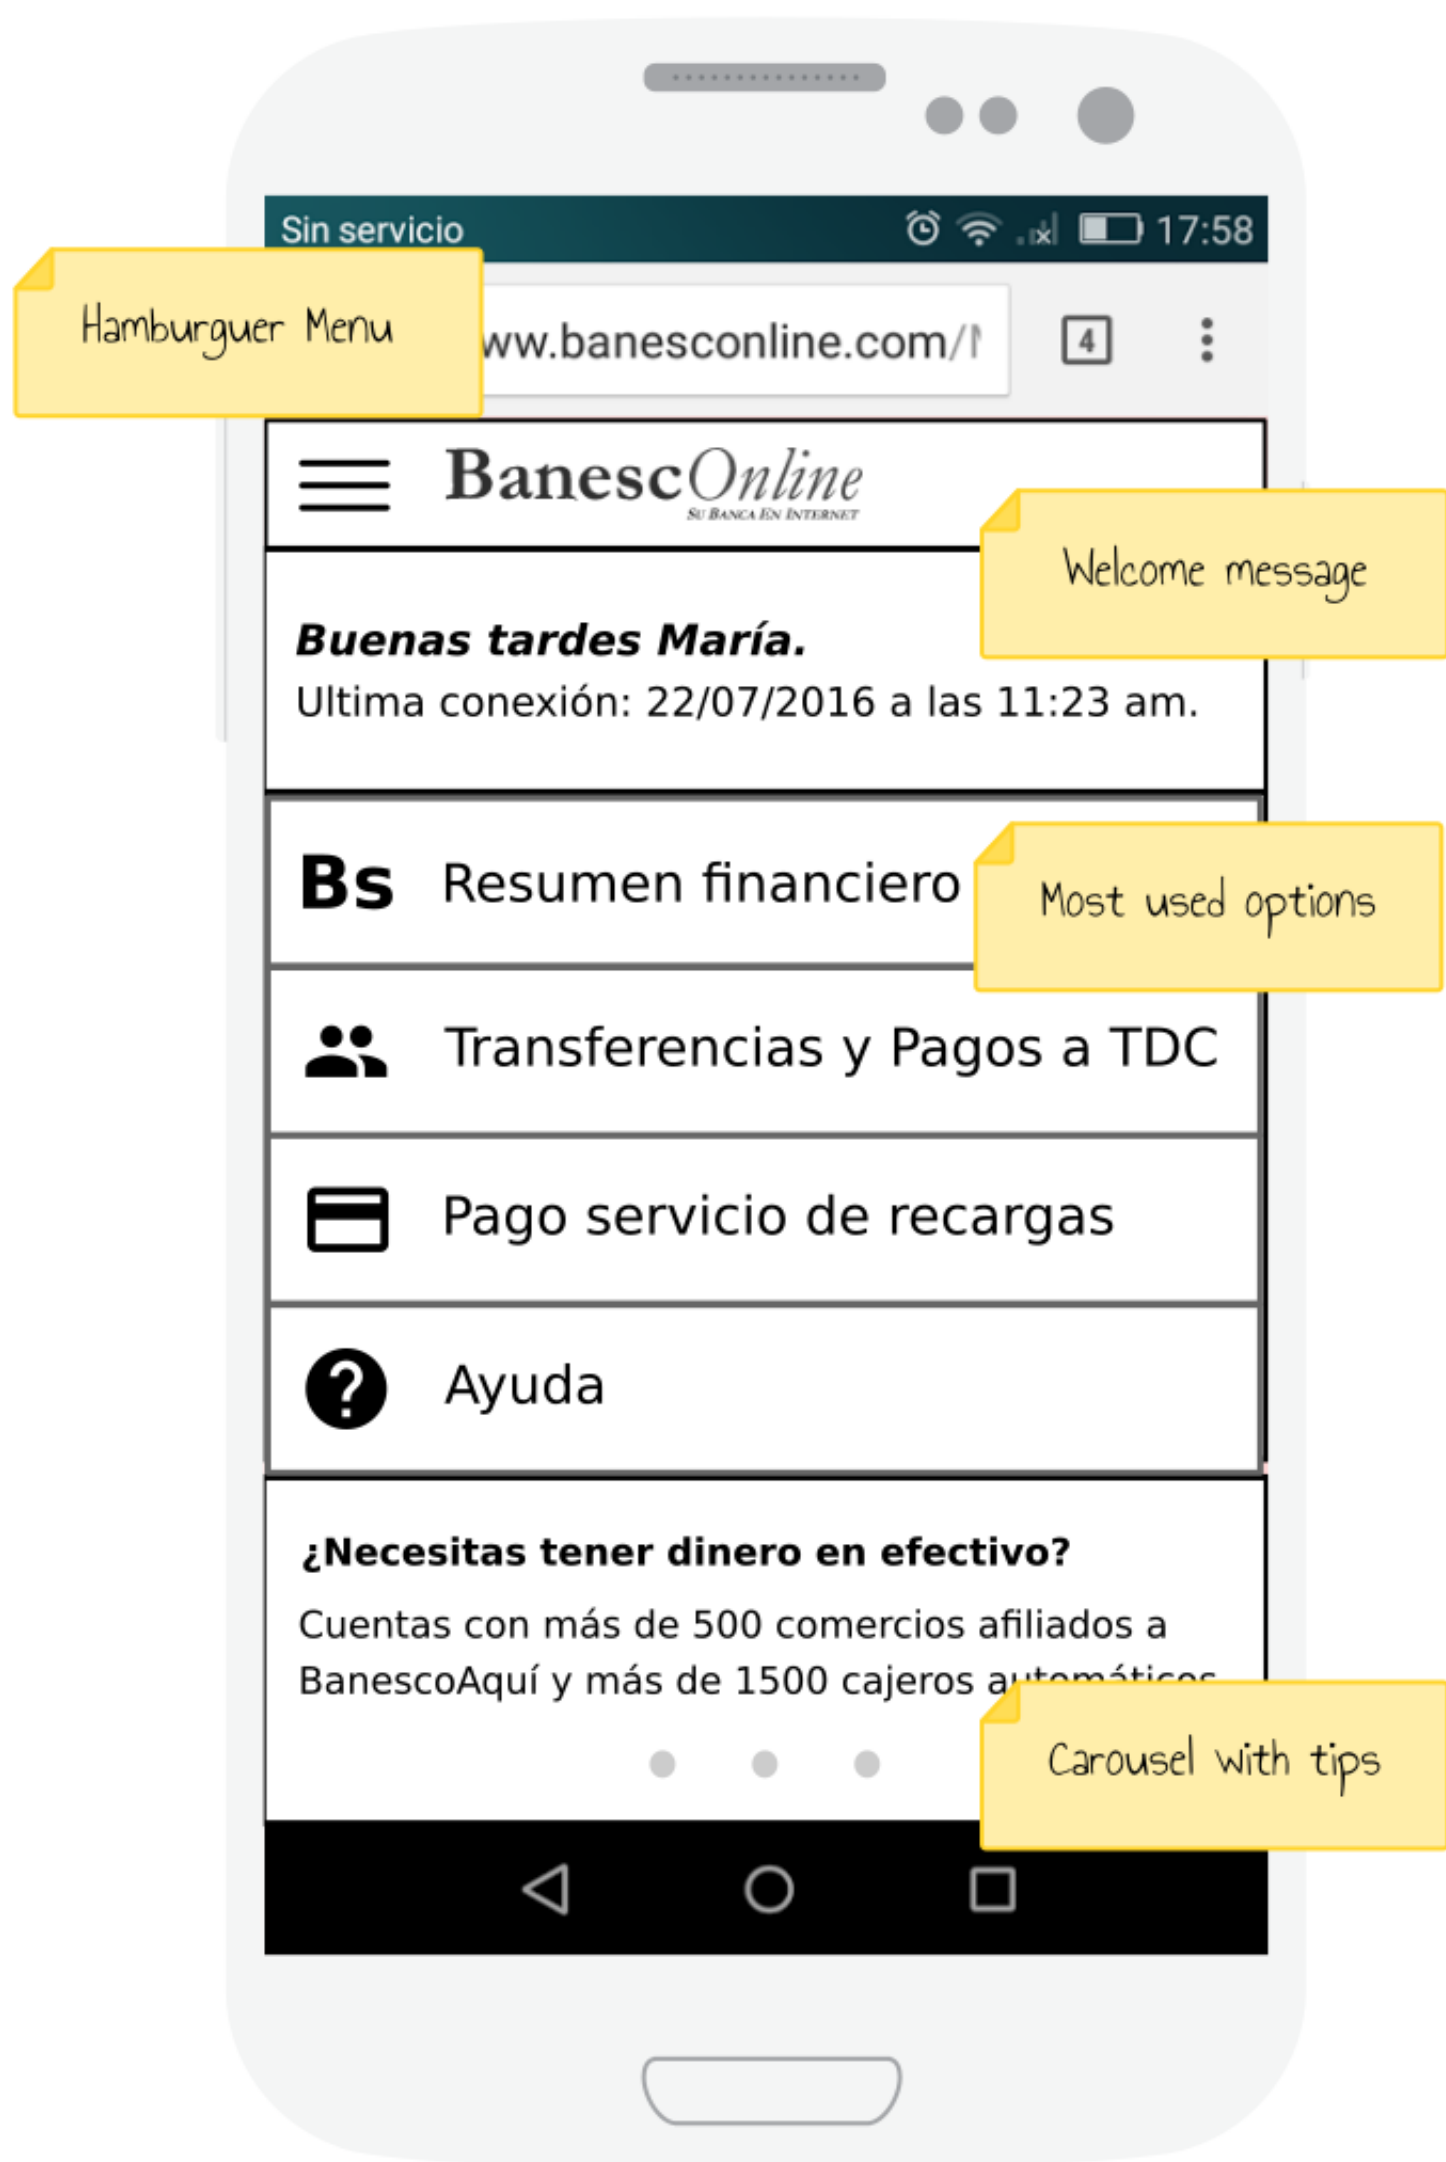 Sin servicio
17:58
Hamburguer Menu
ww.banesconline.com/
4
BanescOnline
SU BANCA EN INTERNET
Welcome message
Buenas tardes María.
Ultima conexión: 22/07/2016 a las 11:23 am.
Bs Resumen financiero
Most used options
Transferencias y Pagos a TDC
Pago servicio de recargas
? Ayuda
¿Necesitas tener dinero en efectivo?
Cuentas con más de 500 comercios afiliados a
BanescoAquí y más de 1500 cajeros automáticos
Carousel with tips